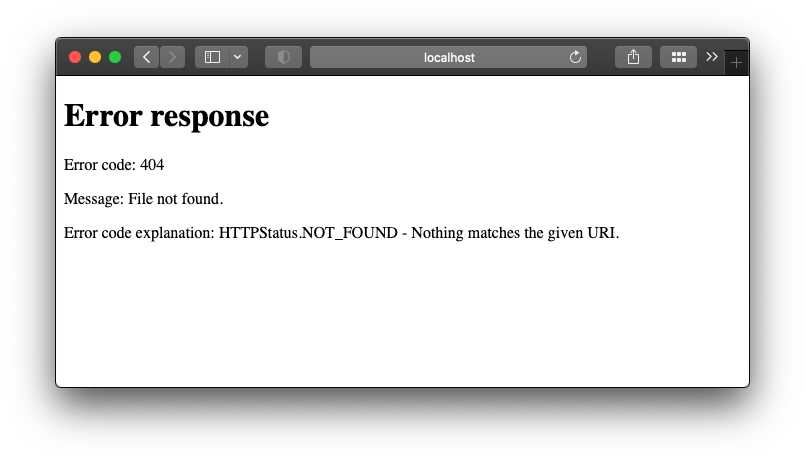 localhost
Error response
Error code: 404
Message: File not found.
Error code explanation: HTTPStatus.NOT_FOUND - Nothing matches the given URI.